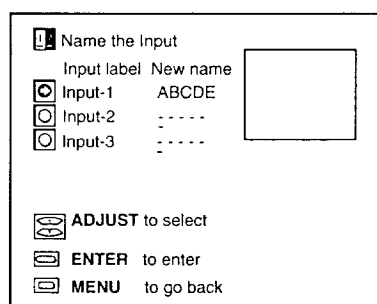 Name the Input
Input label New name
Input-1 ABCDE
Input-2 - - - - -
Input-3 - - - - -
ADJUST to select
ENTER to enter
MENU to go back